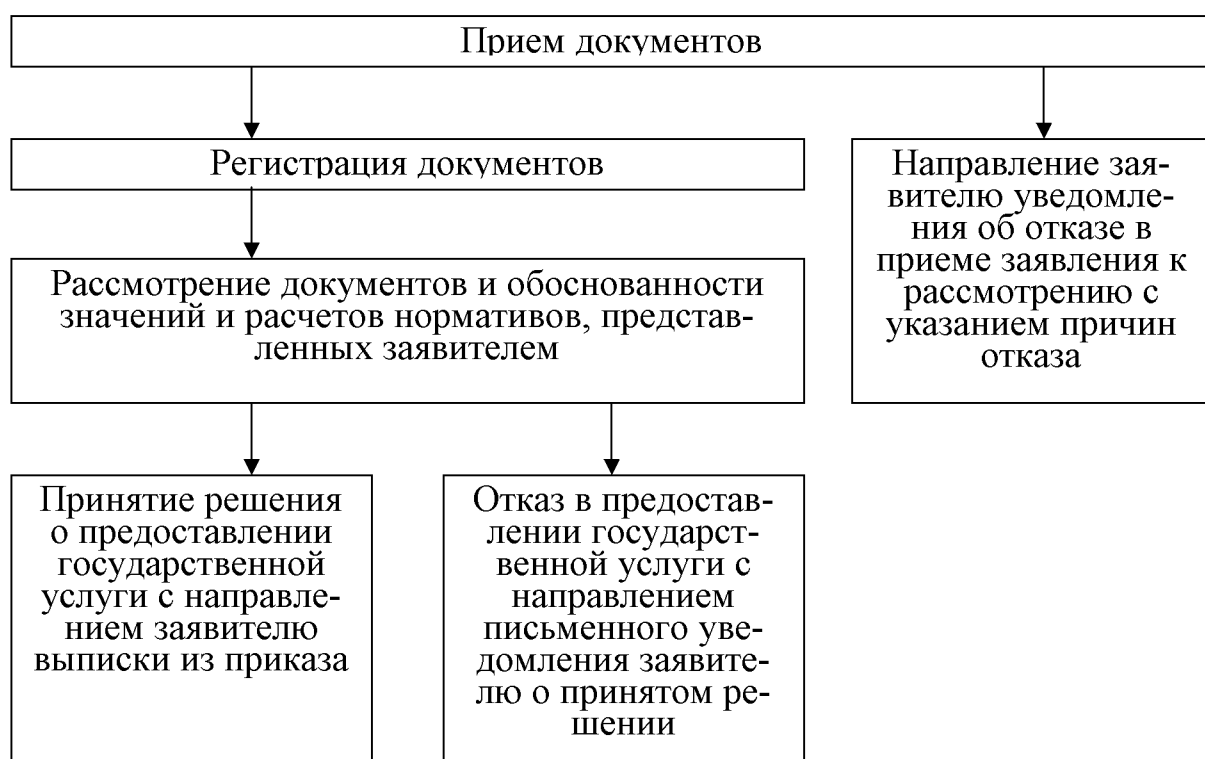 Прием документов
Регистрация документов
Направление зая-
вителю уведомле-
ния об отказе в
приеме заявления к
рассмотрению с
указанием причин
отказа
Рассмотрение документов и обоснованности
значений и расчетов нормативов, представ-
ленных заявителем
Принятие решения
о предоставлении
государственной
услуги с направле-
нием заявителю
выписки из приказа
Отказ в предостав-
лении государст-
венной услуги с
направлением
письменного уве-
домления заявите-
лю о принятом ре-
шении